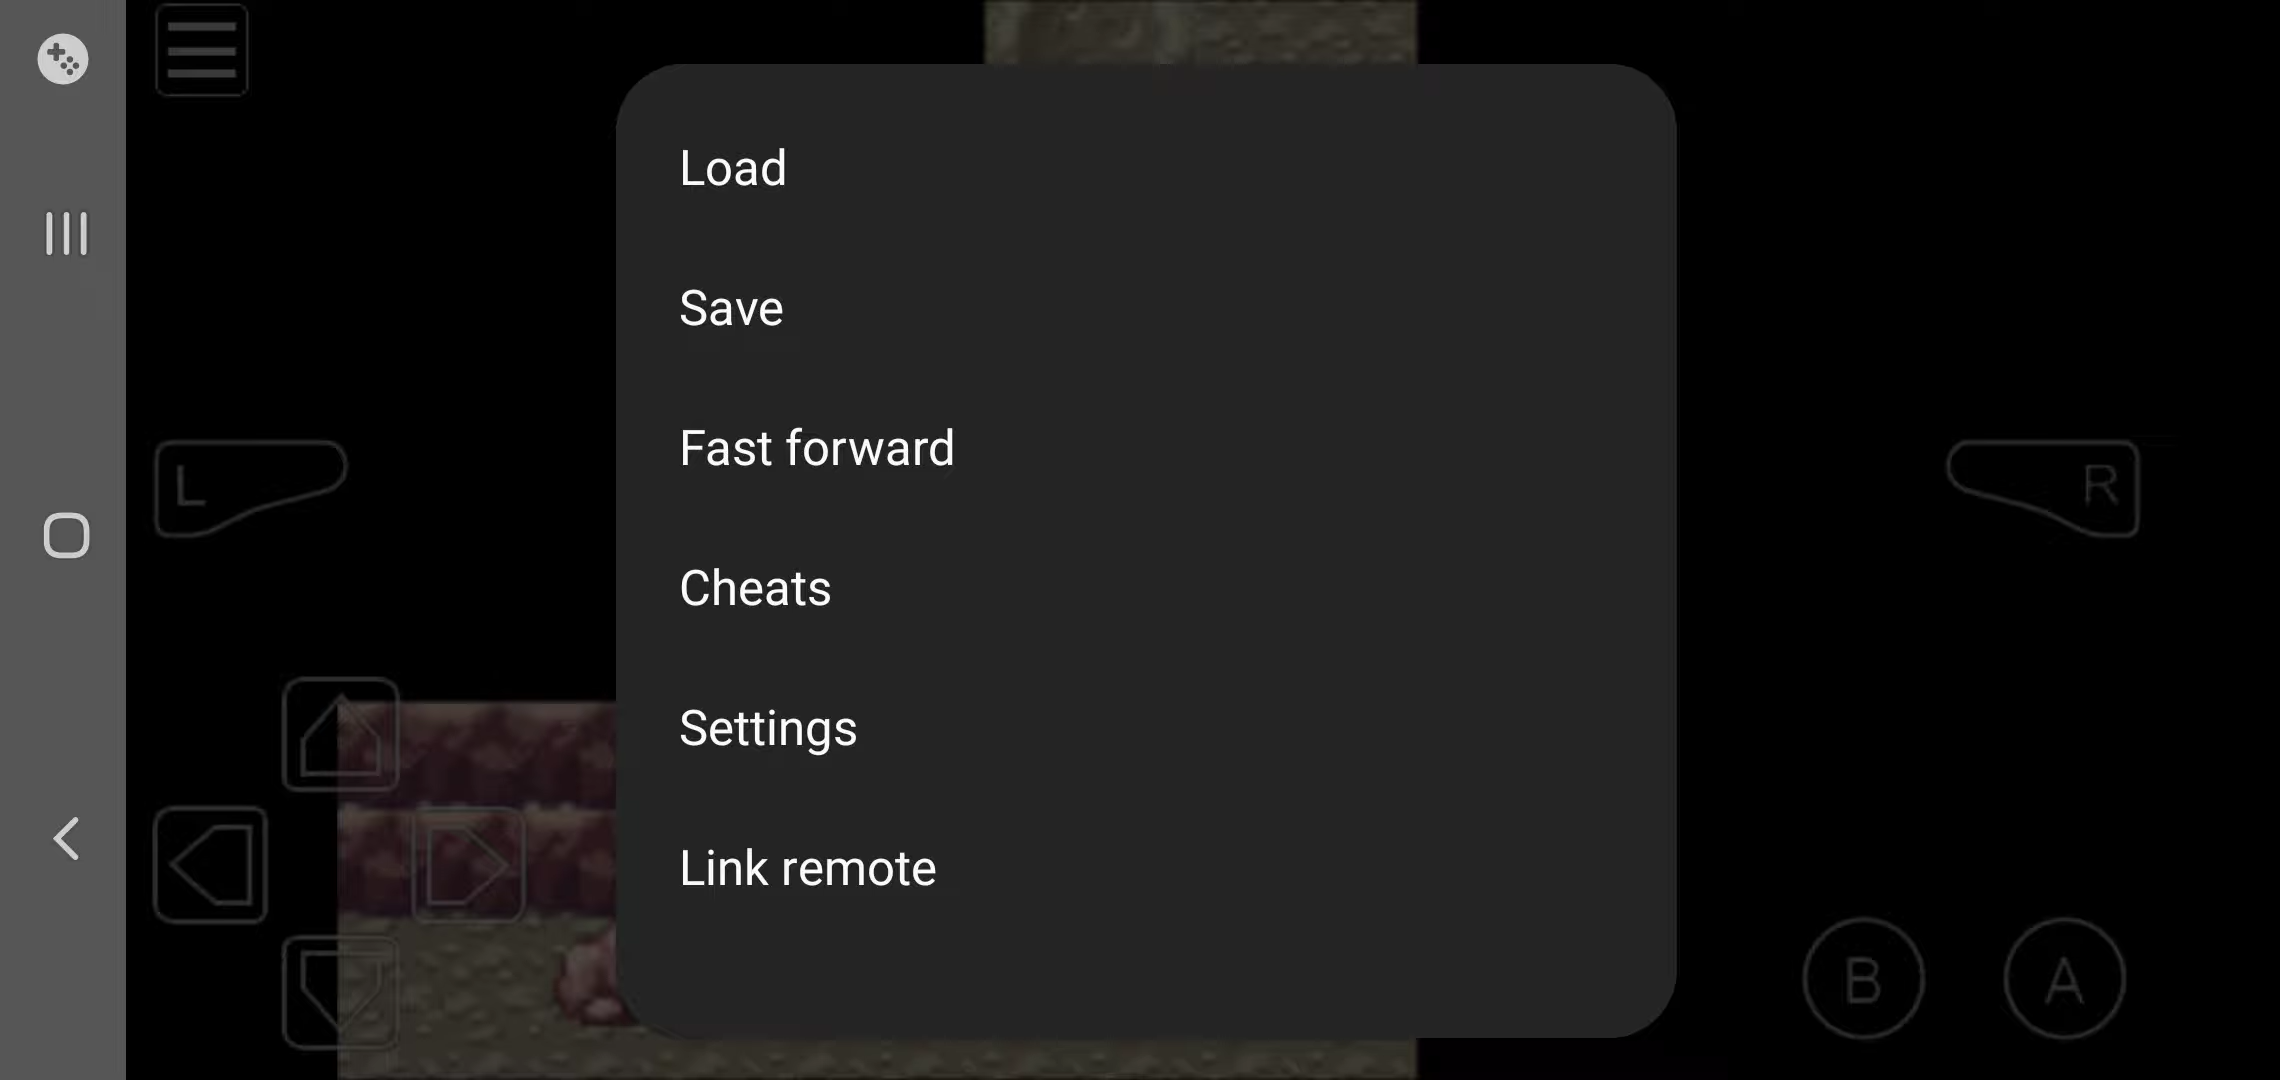 Load
Save
Fast forward
Cheats
Settings
Link remote
L
R
B
A